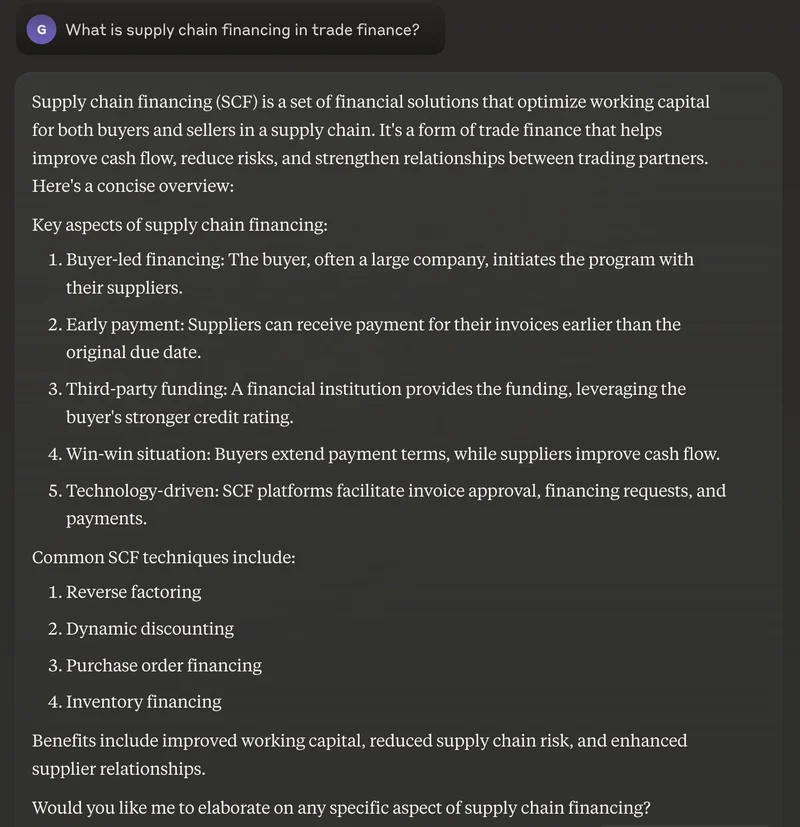 G What is supply chain financing in trade finance?
Supply chain financing (SCF) is a set of financial solutions that optimize working capital
for both buyers and sellers in a supply chain. It's a form of trade finance that helps
improve cash flow, reduce risks, and strengthen relationships between trading partners.
Here's a concise overview:
Key aspects of supply chain financing:
1. Buyer-led financing: The buyer, often a large company, initiates the program with
their suppliers.
2. Early payment: Suppliers can receive payment for their invoices earlier than the
original due date.
3. Third-party funding: A financial institution provides the funding, leveraging the
buyer's stronger credit rating.
4. Win-win situation: Buyers extend payment terms, while suppliers improve cash flow.
5. Technology-driven: SCF platforms facilitate invoice approval, financing requests, and
payments.
Common SCF techniques include:
1. Reverse factoring
2. Dynamic discounting
3. Purchase order financing
4. Inventory financing
Benefits include improved working capital, reduced supply chain risk, and enhanced
supplier relationships.
Would you like me to elaborate on any specific aspect of supply chain financing?